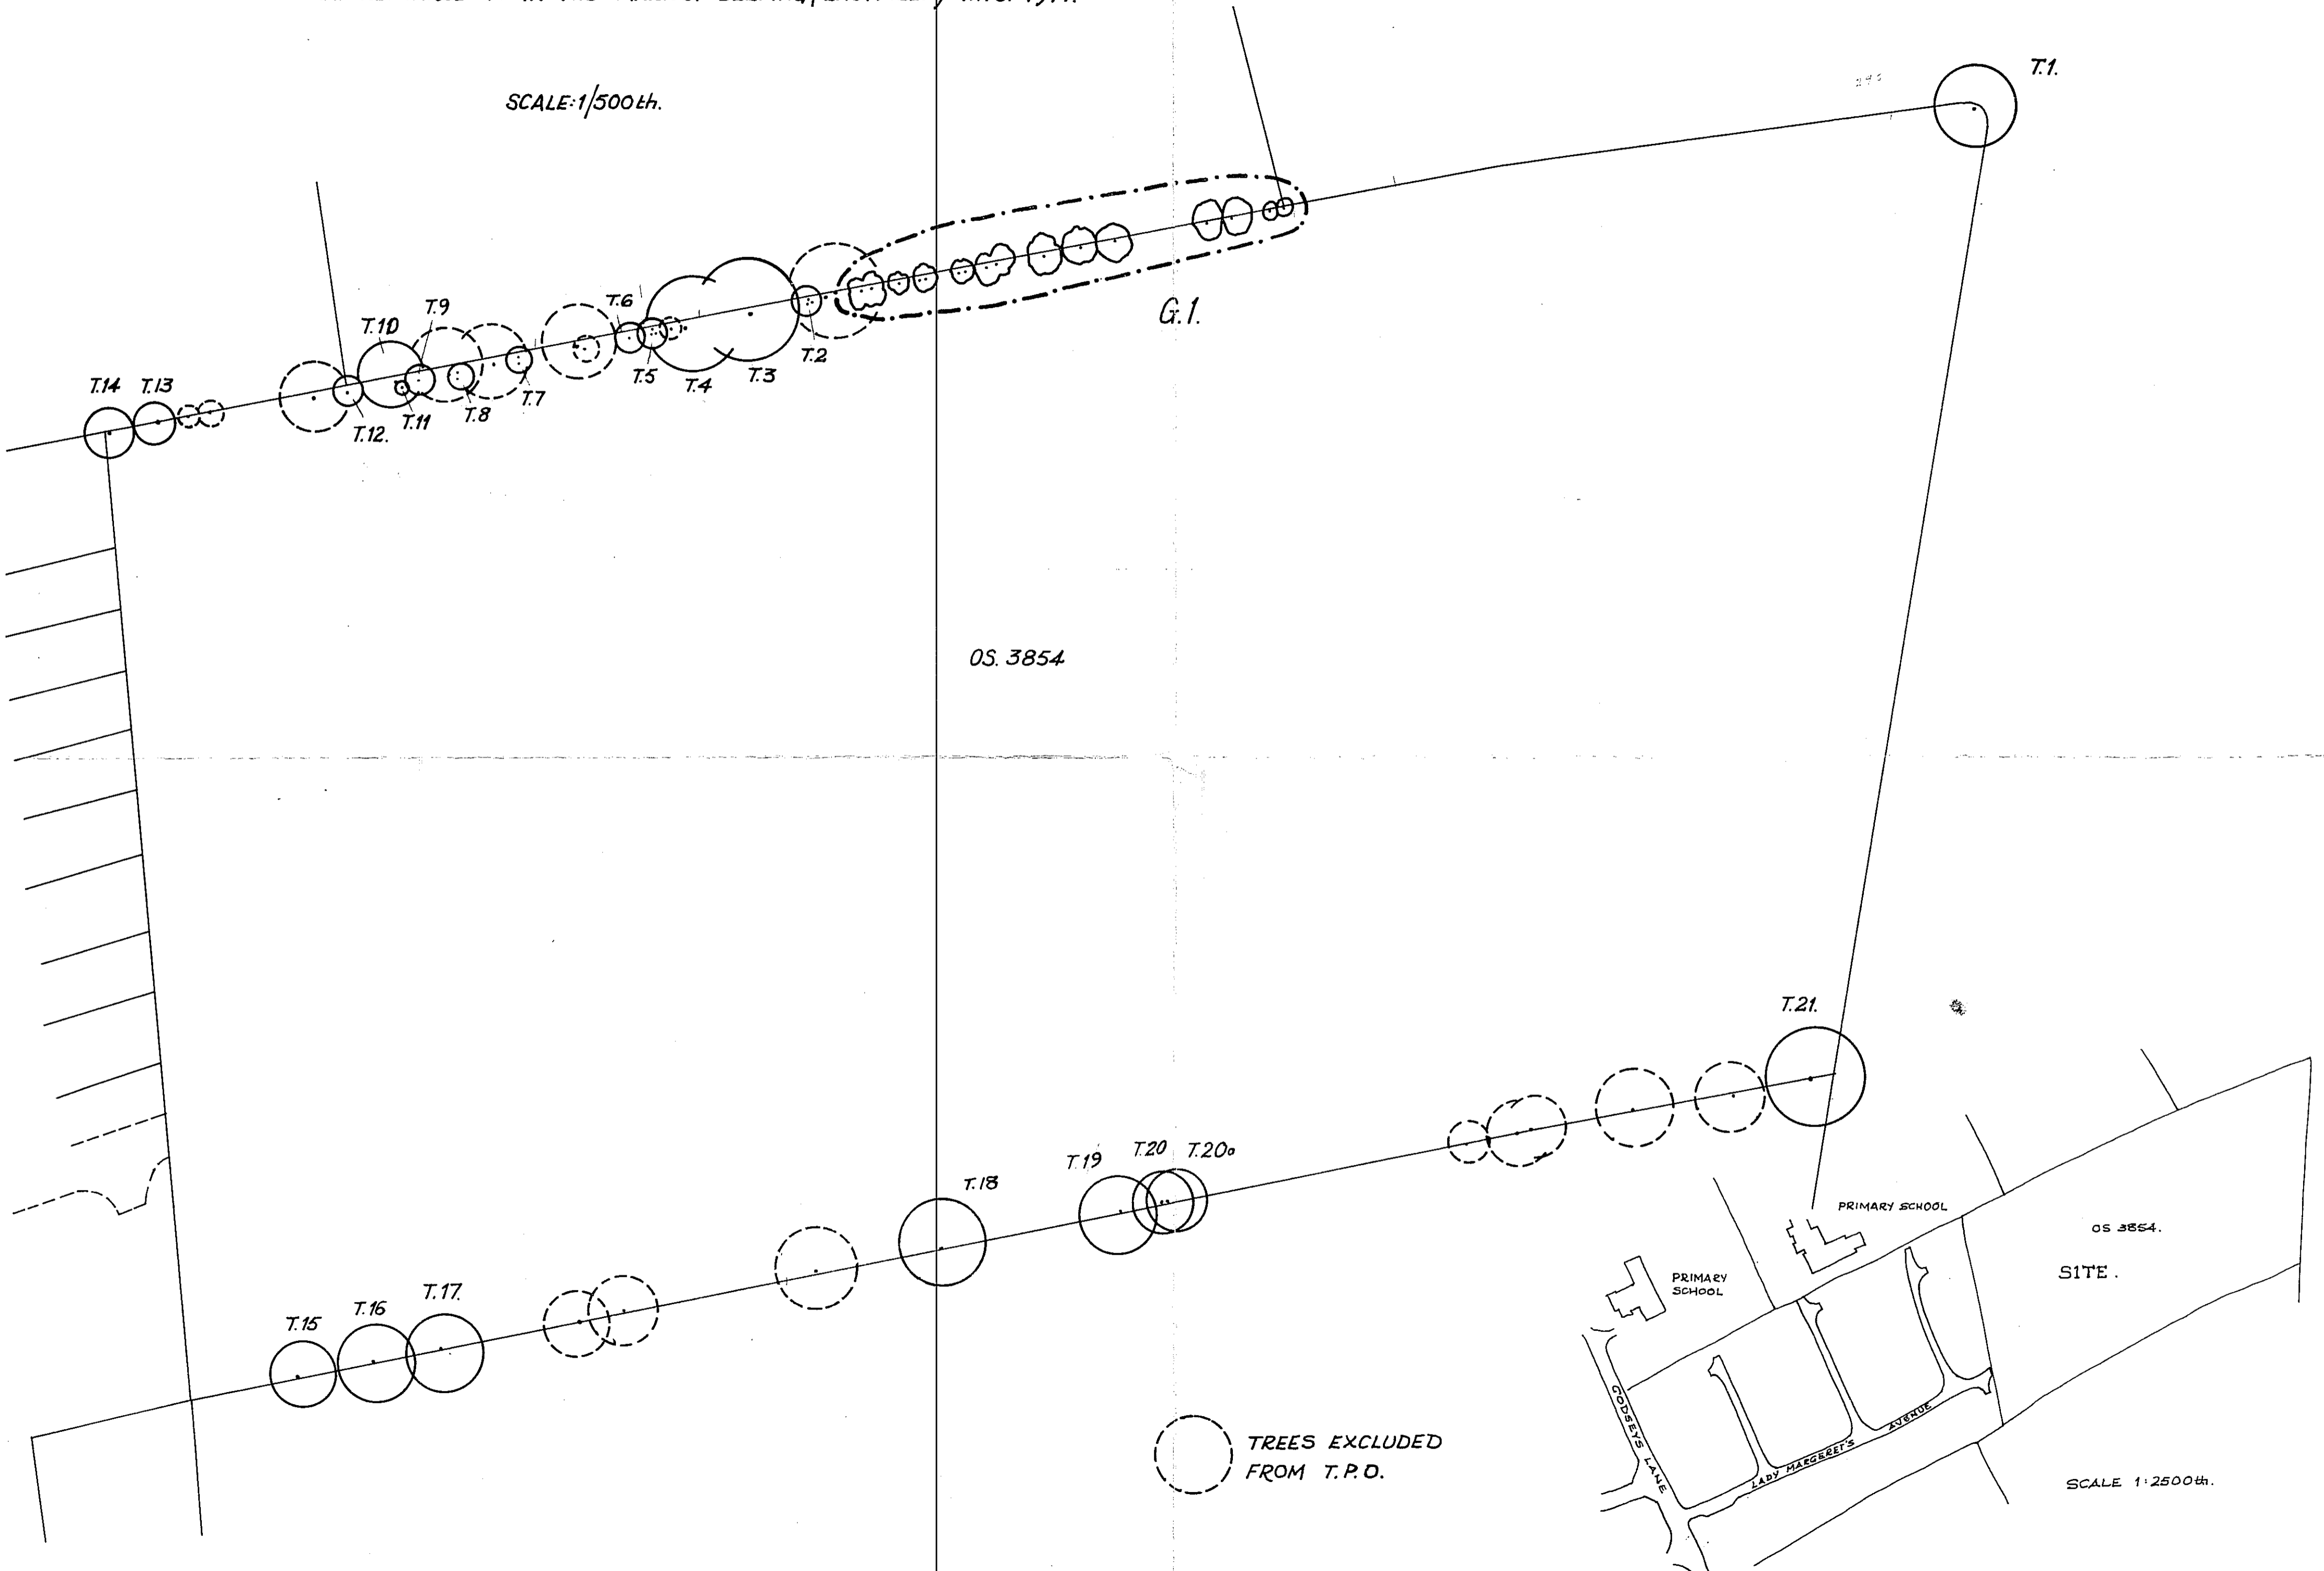 SCALE:1/500th.
T.1.
G.1.
T.6
T.9
T.10
T.2
T.3
T.5
T.4
T.7
T.14
T.13
T.8
T.11
T.12.
OS. 3854
T.21.
T.20
T.20a
T.19
T.18
T.17.
T.16
T.15
TREES EXCLUDED
FROM T.P.O.
PRIMARY SCHOOL
OS 3854.
SITE.
PRIMARY
SCHOOL
GODSEYS LANE
LADY MARGERET'S AVENUE
SCALE 1:2500th.